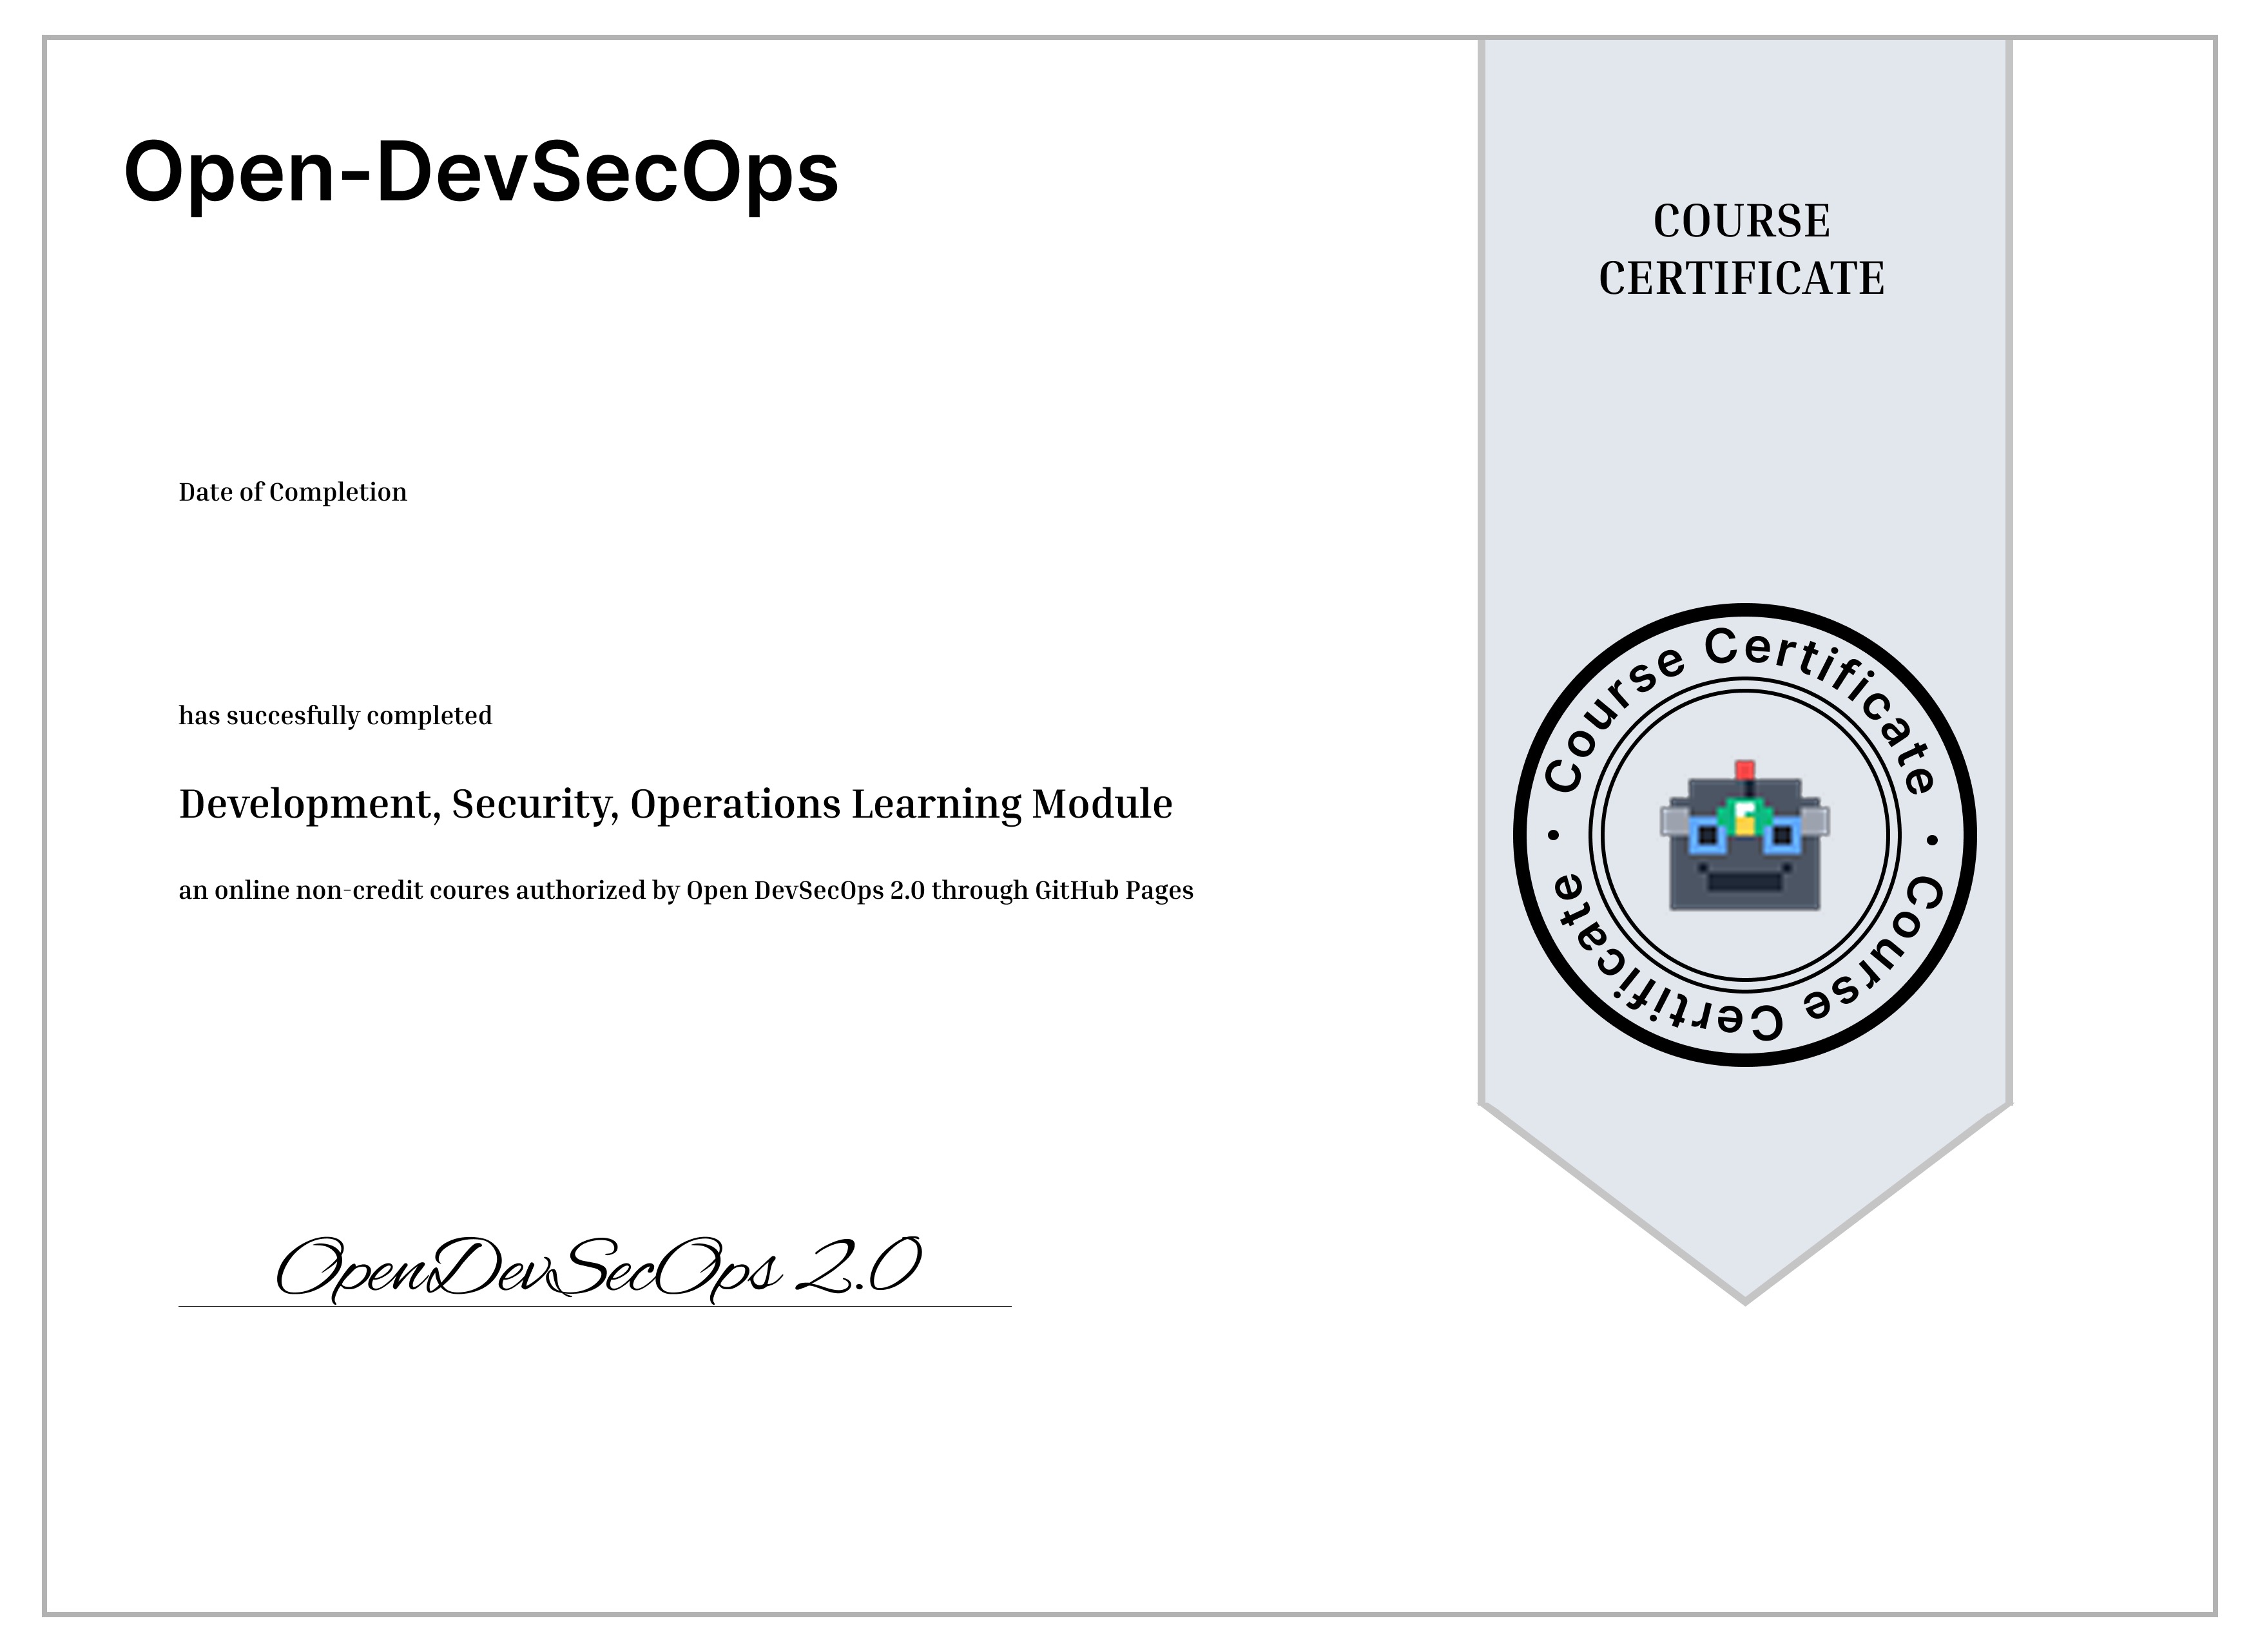 Open-DevSecOps
COURSE
CERTIFICATE
Date of Completion
has succesfully completed
Development, Security, Operations Learning Module
an online non-credit coures authorized by Open DevSecOps 2.0 through GitHub Pages
Course Certificate • Course Certificate •
OpenDevSecOps 2.0